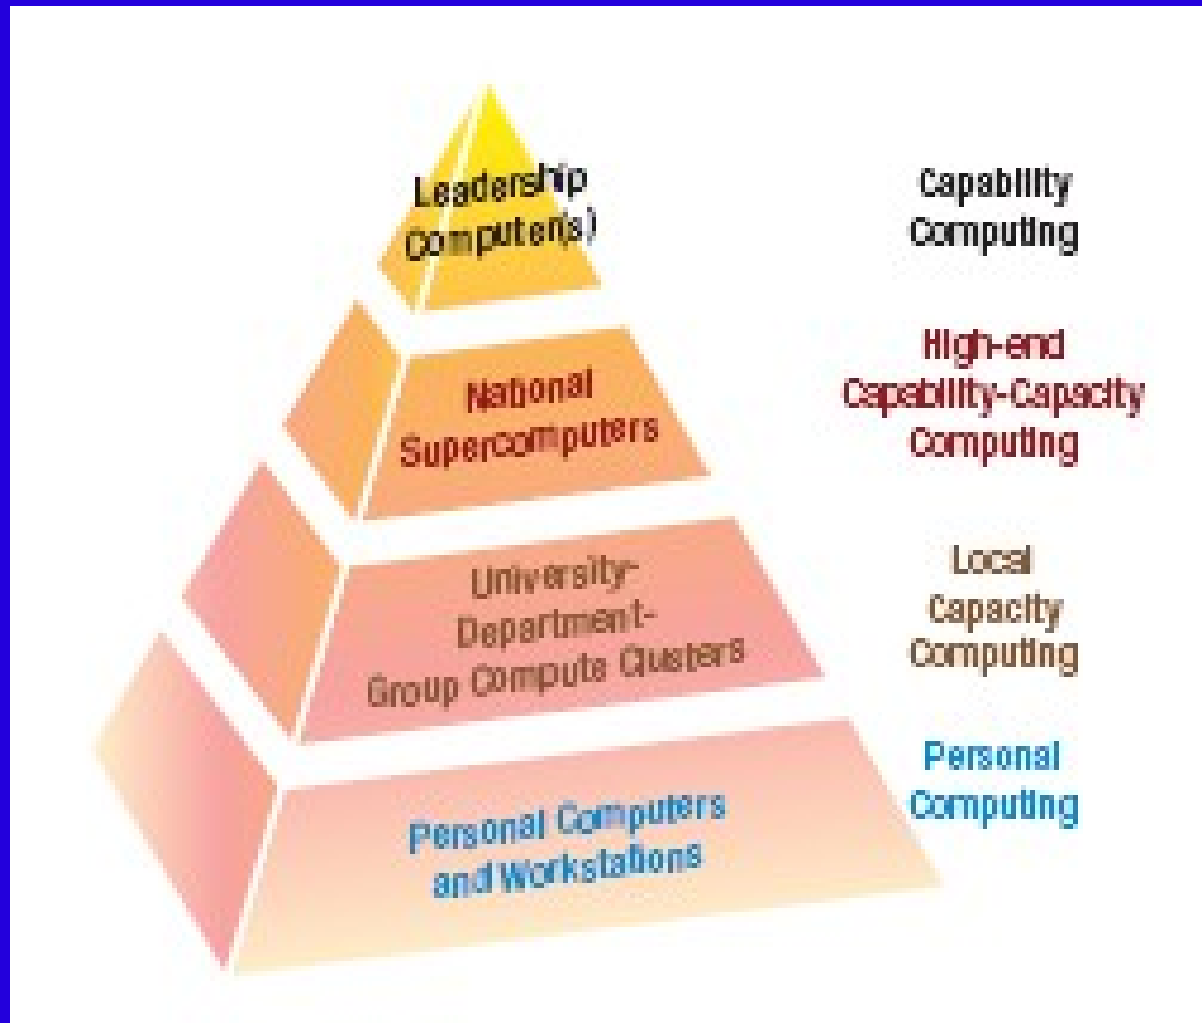 Leadership
Computer(s)
Capability
Computing
National
Supercomputers
High-end
Capability-Capacity
Computing
University-
Department-
Group Compute Clusters
Local
Capacity
Computing
Personal Computers
and Workstations
Personal
Computing